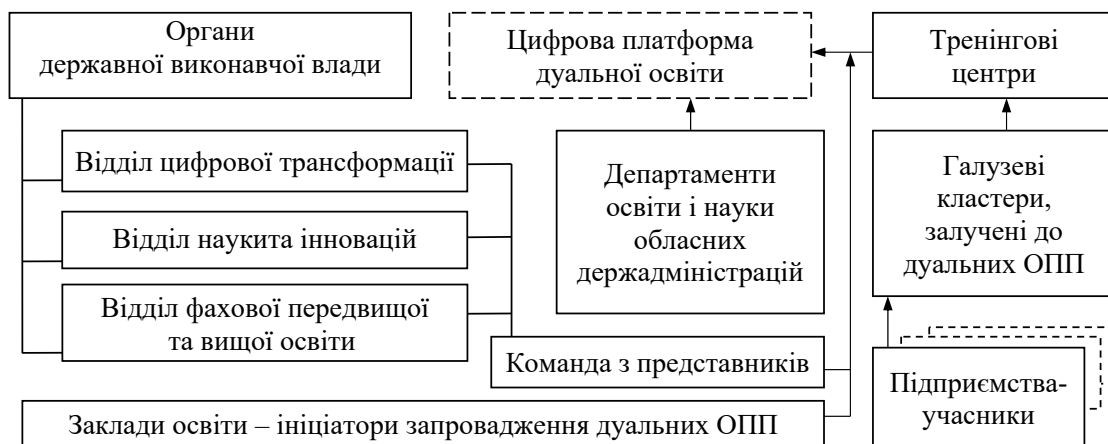 Органи
державної виконавчої влади
Цифрова платформа
дуальної освіти
Тренінгові
центри
Відділ цифрової трансформації
Відділ наукита інновацій
Відділ фахової передвищої
та вищої освіти
Департаменти
освіти і науки
обласних
держадміністрацій
Галузеві
кластери,
залучені до
дуальних ОПП
Команда з представників
Підприємства-
учасники
Заклади освіти – ініціатори запровадження дуальних ОПП